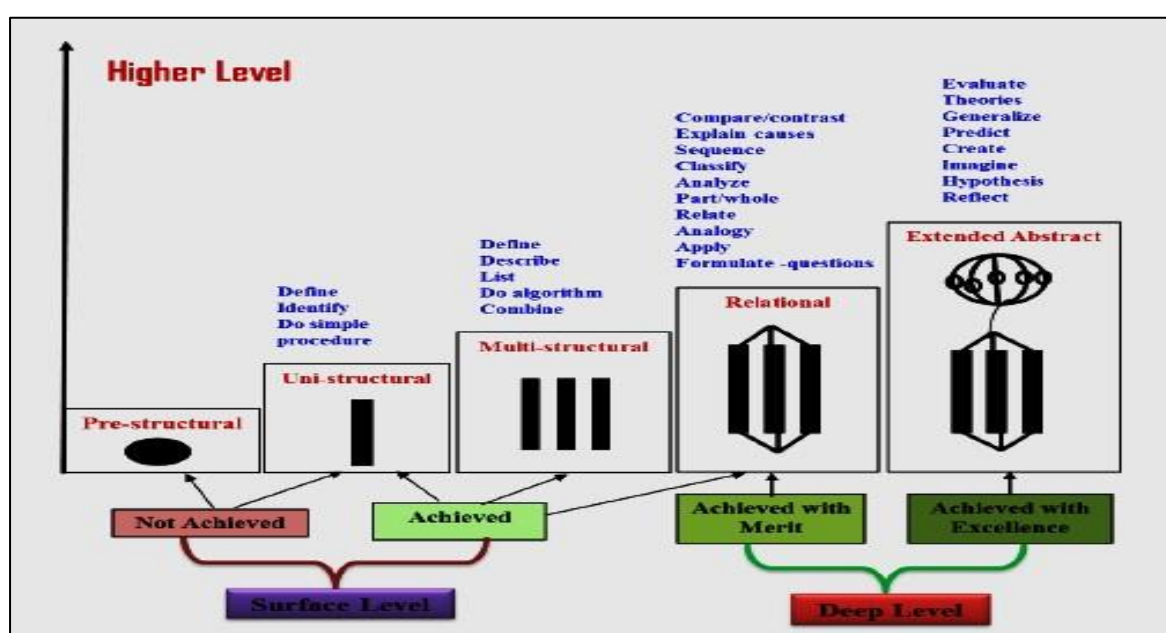 Higher Level
Evaluate
Theories
Generalize
Predict
Create
Imagine
Hypothesis
Reflect
Compare/contrast
Explain causes
Sequence
Classify
Analyze
Part/whole
Relate
Analogy
Apply
Formulate -questions
Define
Describe
List
Do algorithm
Combine
Define
Identify
Do simple
procedure
Pre-structural
Uni-structural
Multi-structural
Relational
Extended Abstract
Not Achieved
Achieved
Achieved with
Merit
Achieved with
Excellence
Surface Level
Deep Level